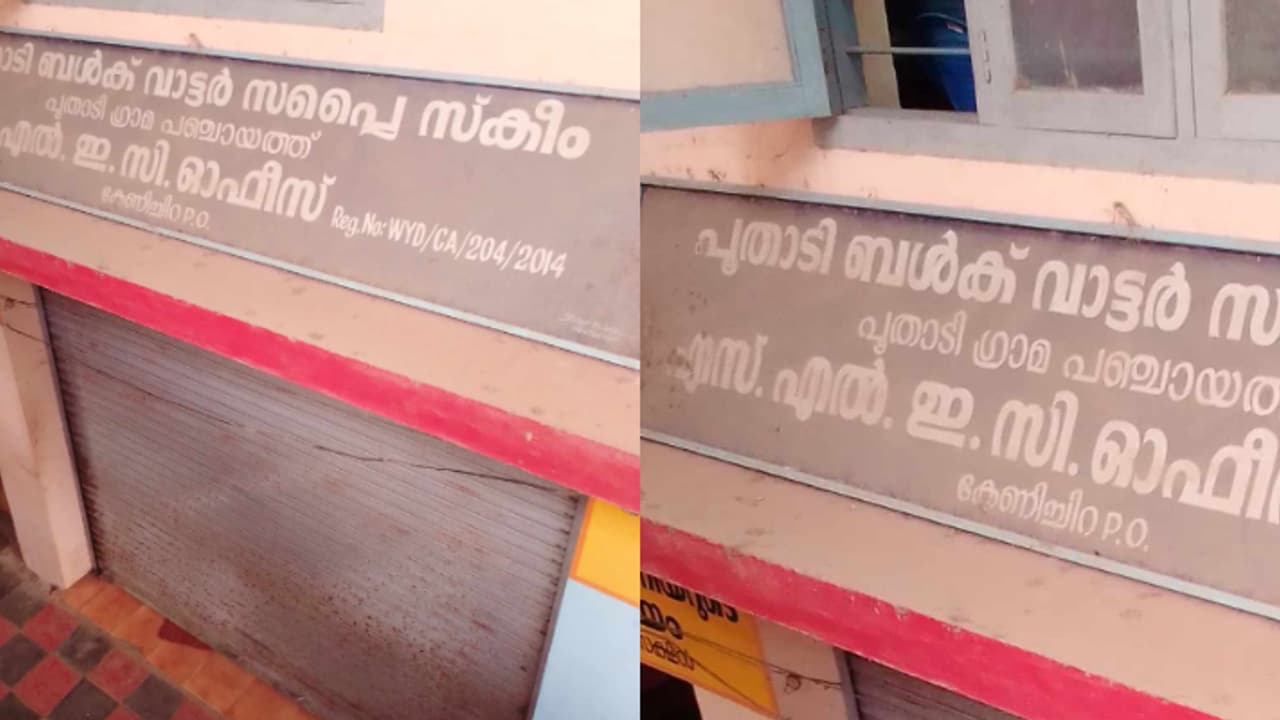 ാടി ബൾക് വാട്ടർ സപ്ലൈ സ്കീം
പൂതാടി ഗ്രാമ പഞ്ചായത്ത്
എൽ. ഇ. സി. ഓഫീസ്
കേണിച്ചിറ P.O.
Reg.No: WYD/CA/204/2014
പൂതാടി ബൾക് വാട്ടർ സ
പൂതാടി ഗ്രാമ പഞ്ചായത്
എസ്. എൽ. ഇ. സി. ഓഫീ
കേണിച്ചിറ P.O.